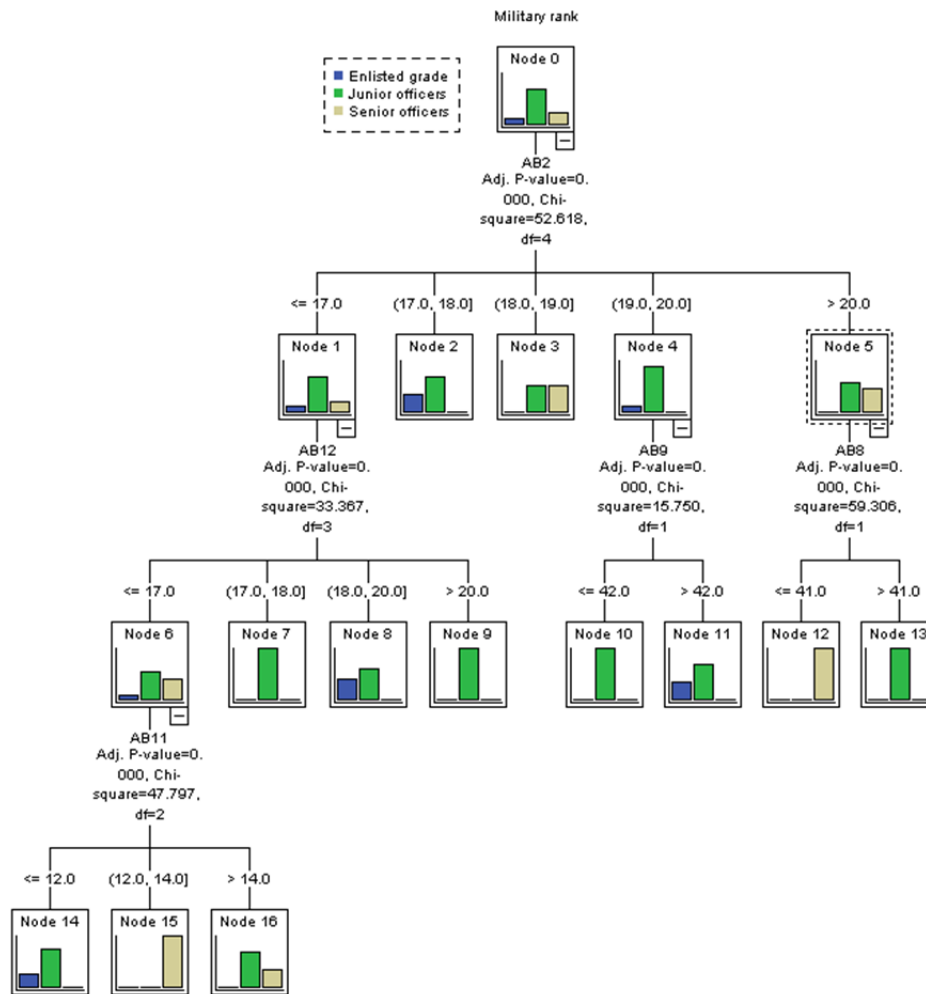 Military rank
Node 0
Enlisted grade
Junior officers
Senior officers
AB2
Adj. P-value=0.
000, Chi-
square=52.618,
df=4
<= 17.0
(17.0, 18.0]
(18.0, 19.0]
(19.0, 20.0]
> 20.0
Node 1
Node 2
Node 3
Node 4
Node 5
AB12
Adj. P-value=0.
000, Chi-
square=33.367,
df=3
AB9
Adj. P-value=0.
000, Chi-
square=15.750,
df=1
AB8
Adj. P-value=0.
000, Chi-
square=59.306,
df=1
<= 17.0
(17.0, 18.0]
(18.0, 20.0]
> 20.0
<= 42.0
> 42.0
<= 41.0
> 41.0
Node 6
Node 7
Node 8
Node 9
Node 10
Node 11
Node 12
Node 13
AB11
Adj. P-value=0.
000, Chi-
square=47.797,
df=2
<= 12.0
(12.0, 14.0]
> 14.0
Node 14
Node 15
Node 16